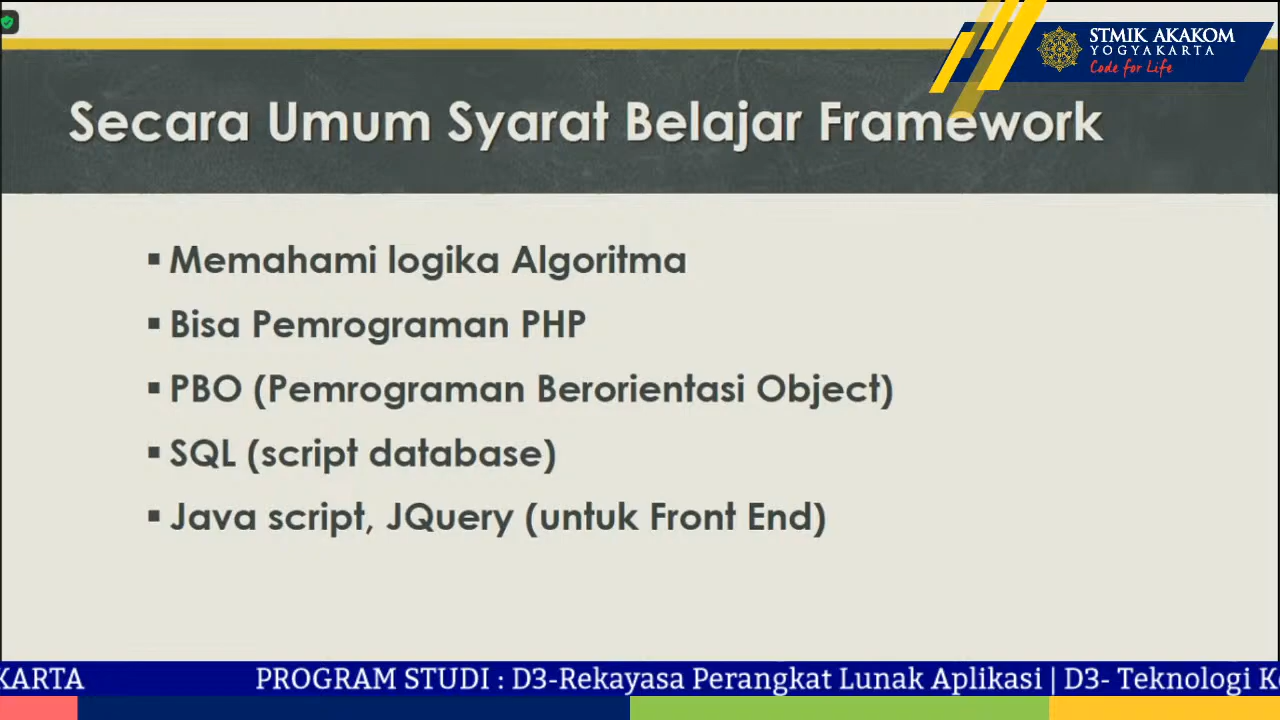 STMIK AKAKOM
YOGYAKARTA
Code for Life
Secara Umum Syarat Belajar Framework
▪ Memahami logika Algoritma
▪ Bisa Pemrograman PHP
▪ PBO (Pemrograman Berorientasi Object)
▪ SQL (script database)
▪ Java script, JQuery (untuk Front End)
KARTA PROGRAM STUDI : D3-Rekayasa Perangkat Lunak Aplikasi | D3- Teknologi K